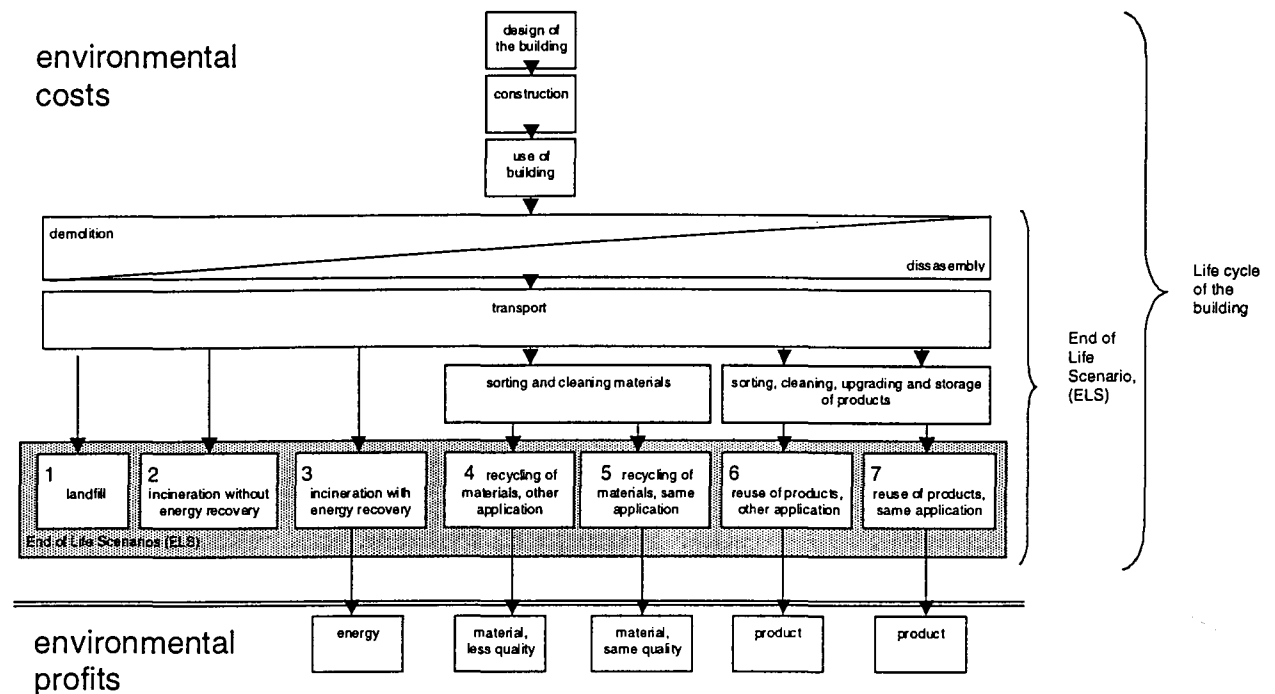 environmental
costs
design of
the building
construction
use of
building
demolition
dissasembly
transport
Life cycle
of the
building
End of
Life
Scenario,
(ELS)
sorting and cleaning materials
sorting, cleaning, upgrading and storage
of products
1
landfill
2
incineration without
energy recovery
3
incineration with
energy recovery
4 recycling of
materials, other
application
5 recycling of
materials, same
application
6
reuse of products,
other application
7
reuse of products,
same application
End of Life Scenarios (ELS)
environmental
profits
energy
material,
less quality
material,
same quality
product
product